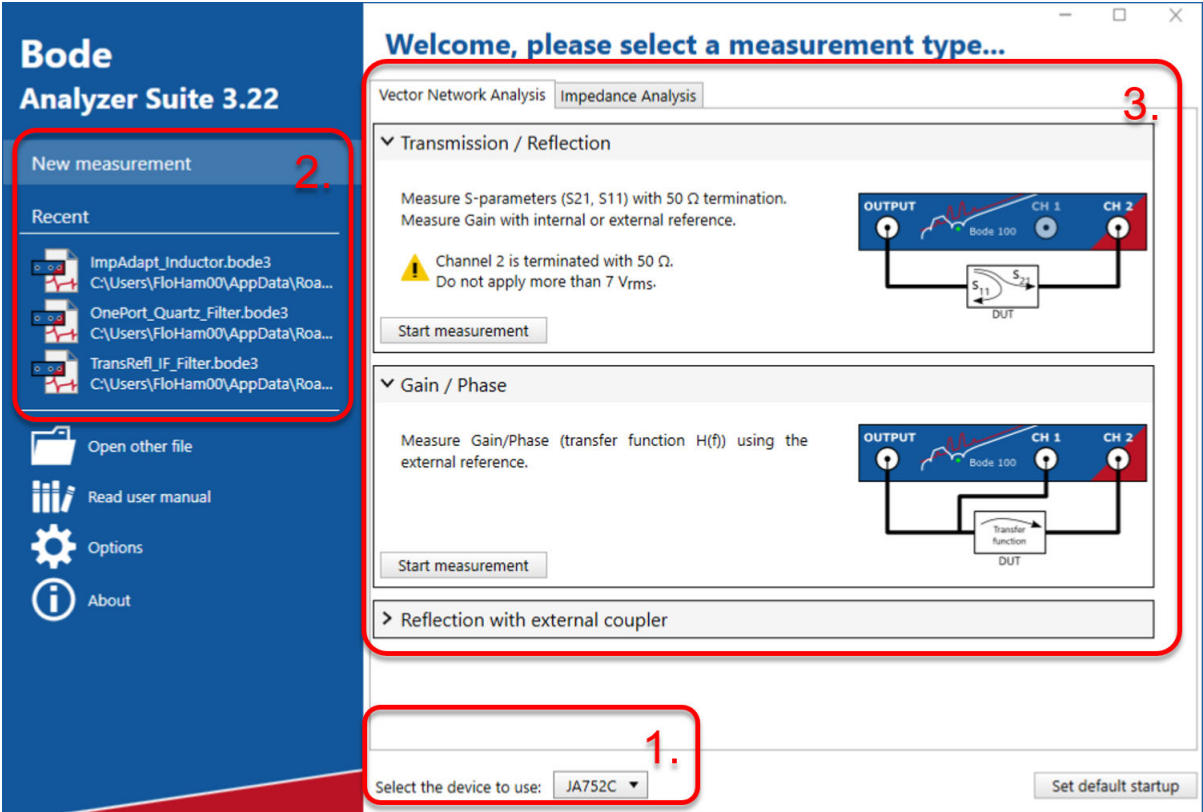 Bode
Analyzer Suite 3.22
New measurement
2.
Recent
ImpAdapt_Inductor.bode3
C:\Users\FloHam00\AppData\Roa...
OnePort_Quartz_Filter.bode3
C:\Users\FloHam00\AppData\Roa...
TransRefl_IF_Filter.bode3
C:\Users\FloHam00\AppData\Roa...
Open other file
Read user manual
Options
About
Welcome, please select a measurement type...
Vector Network Analysis
Impedance Analysis
3.
Transmission / Reflection
Measure S-parameters (S21, S11) with 50 Ω termination.
Measure Gain with internal or external reference.
Channel 2 is terminated with 50 Ω.
Do not apply more than 7 Vrms.
Start measurement
OUTPUT
CH 1
CH 2
Bode 100
S21
S11
DUT
Gain / Phase
Measure Gain/Phase (transfer function H(f)) using the
external reference.
Start measurement
OUTPUT
CH 1
CH 2
Bode 100
Transfer
function
DUT
Reflection with external coupler
1.
Select the device to use: JA752C
Set default startup